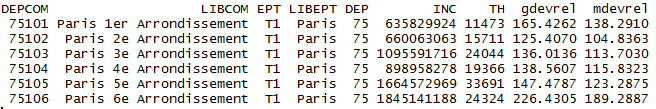 DEPCOM LIBCOM EPT LIBEPT DEP INC TH gdevrel mdevrel
75101 Paris 1er Arrondissement T1 Paris 75 635829924 11473 165.4262 138.2910
75102 Paris 2e Arrondissement T1 Paris 75 660063063 15711 125.4070 104.8363
75103 Paris 3e Arrondissement T1 Paris 75 1095591716 24044 136.0136 113.7030
75104 Paris 4e Arrondissement T1 Paris 75 898958278 19366 138.5607 115.8323
75105 Paris 5e Arrondissement T1 Paris 75 1664572969 33691 147.4787 123.2875
75106 Paris 6e Arrondissement T1 Paris 75 1845141188 24324 226.4305 189.2887